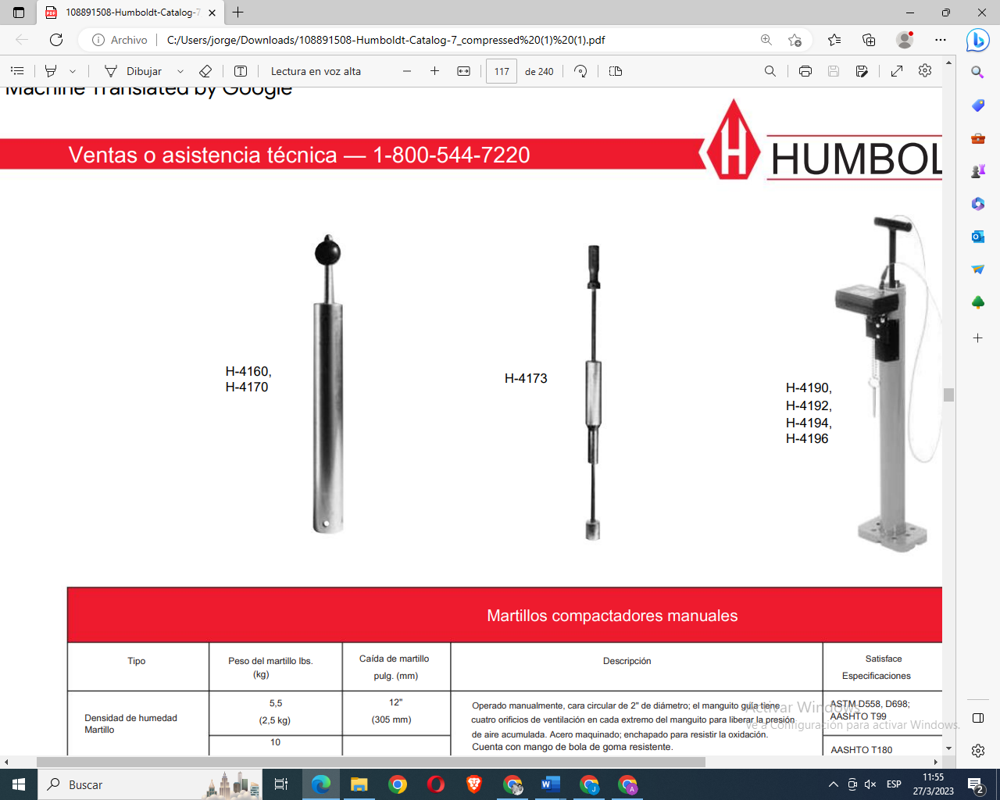 108891508-Humboldt-Catalog-7
Archivo
C:/Users/jorge/Downloads/108891508-Humboldt-Catalog-7_compressed%20(1)%20(1).pdf
Dibujar
Lectura en voz alta
117
de 240
Machine Translated by Google
Ventas o asistencia técnica — 1-800-544-7220
H
HUMBOL
H-4160,
H-4170
H-4173
H-4190,
H-4192,
H-4194,
H-4196
Martillos compactadores manuales
Tipo
Peso del martillo lbs.
(kg)
Caída de martillo
pulg. (mm)
Descripción
Satisface
Especificaciones
Densidad de humedad
Martillo
5,5
(2,5 kg)
12"
(305 mm)
Operado manualmente, cara circular de 2" de diámetro; el manguito guía tiene
cuatro orificios de ventilación en cada extremo del manguito para liberar la presión
de aire acumulada. Acero maquinado; enchapado para resistir la oxidación.
Cuenta con mango de bola de goma resistente.
ASTM D558, D698;
AASHTO T99
10
AASHTO T180
Activar Windows
Ve a Configuración para activar Windows.
Buscar
ESP
11:55
27/3/2023
2